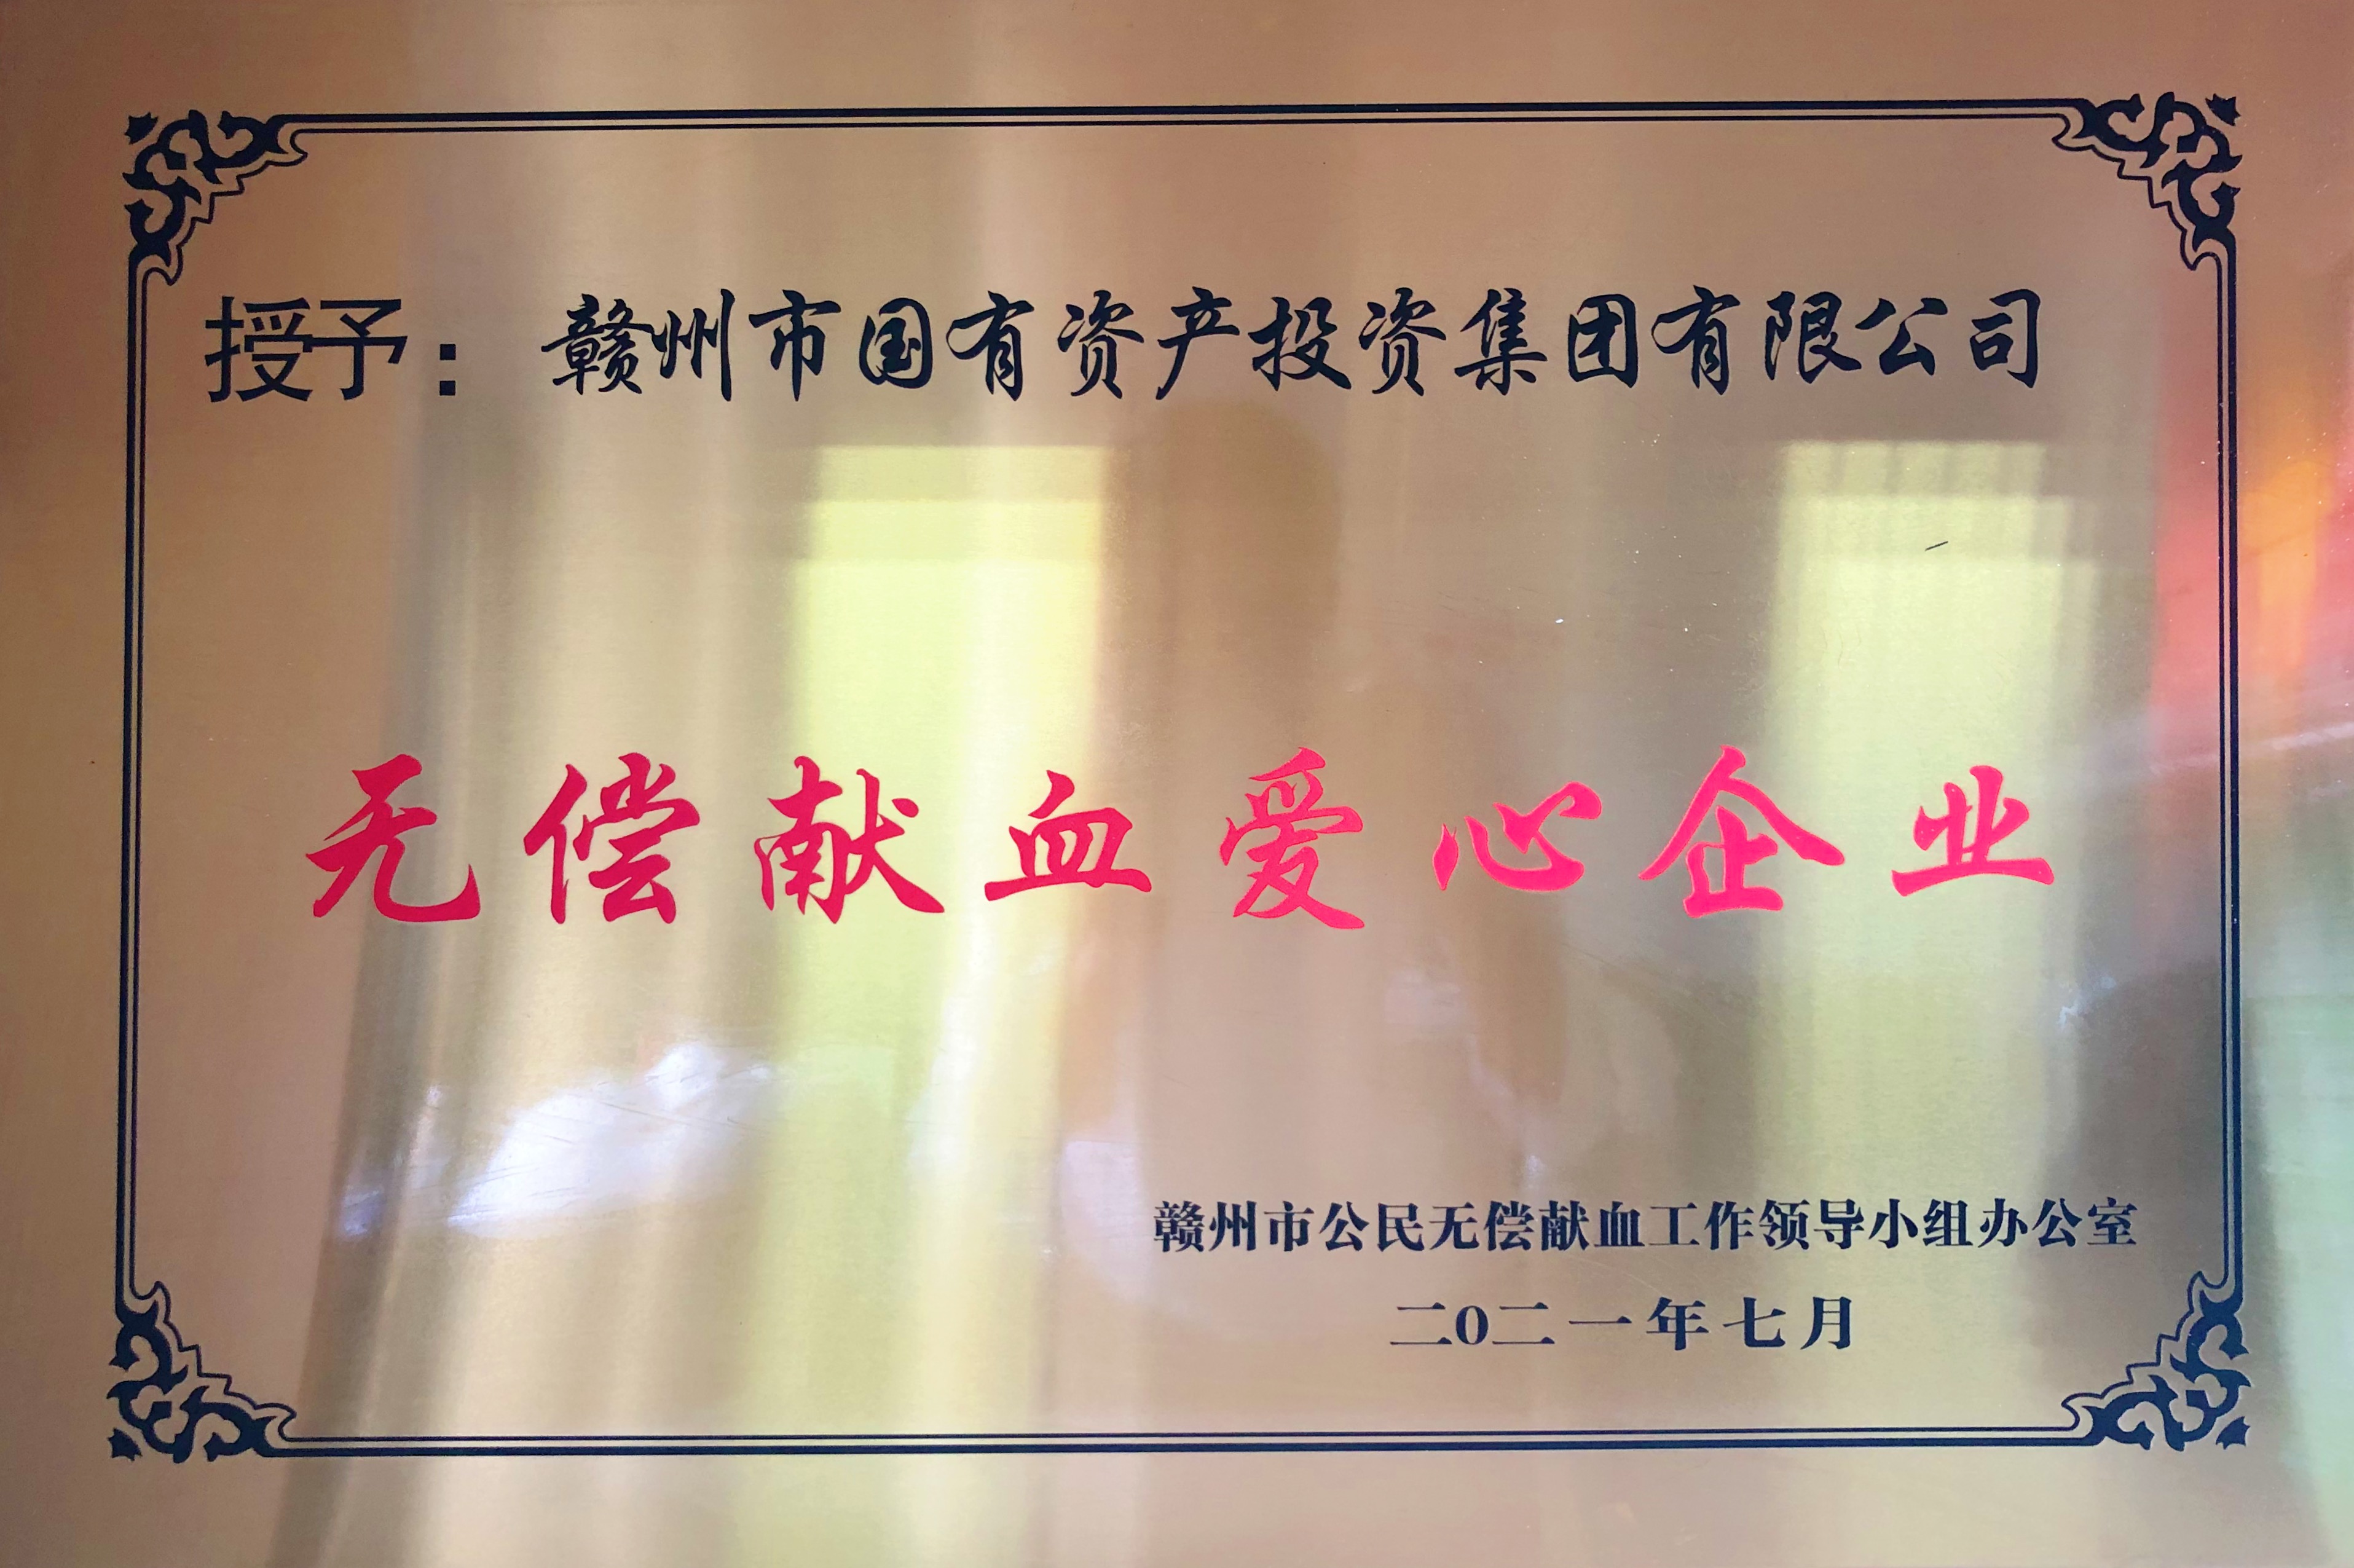 授予：赣州市国有资产投资集团有限公司
无偿献血爱心企业
赣州市公民无偿献血工作领导小组办公室
二0二一年七月